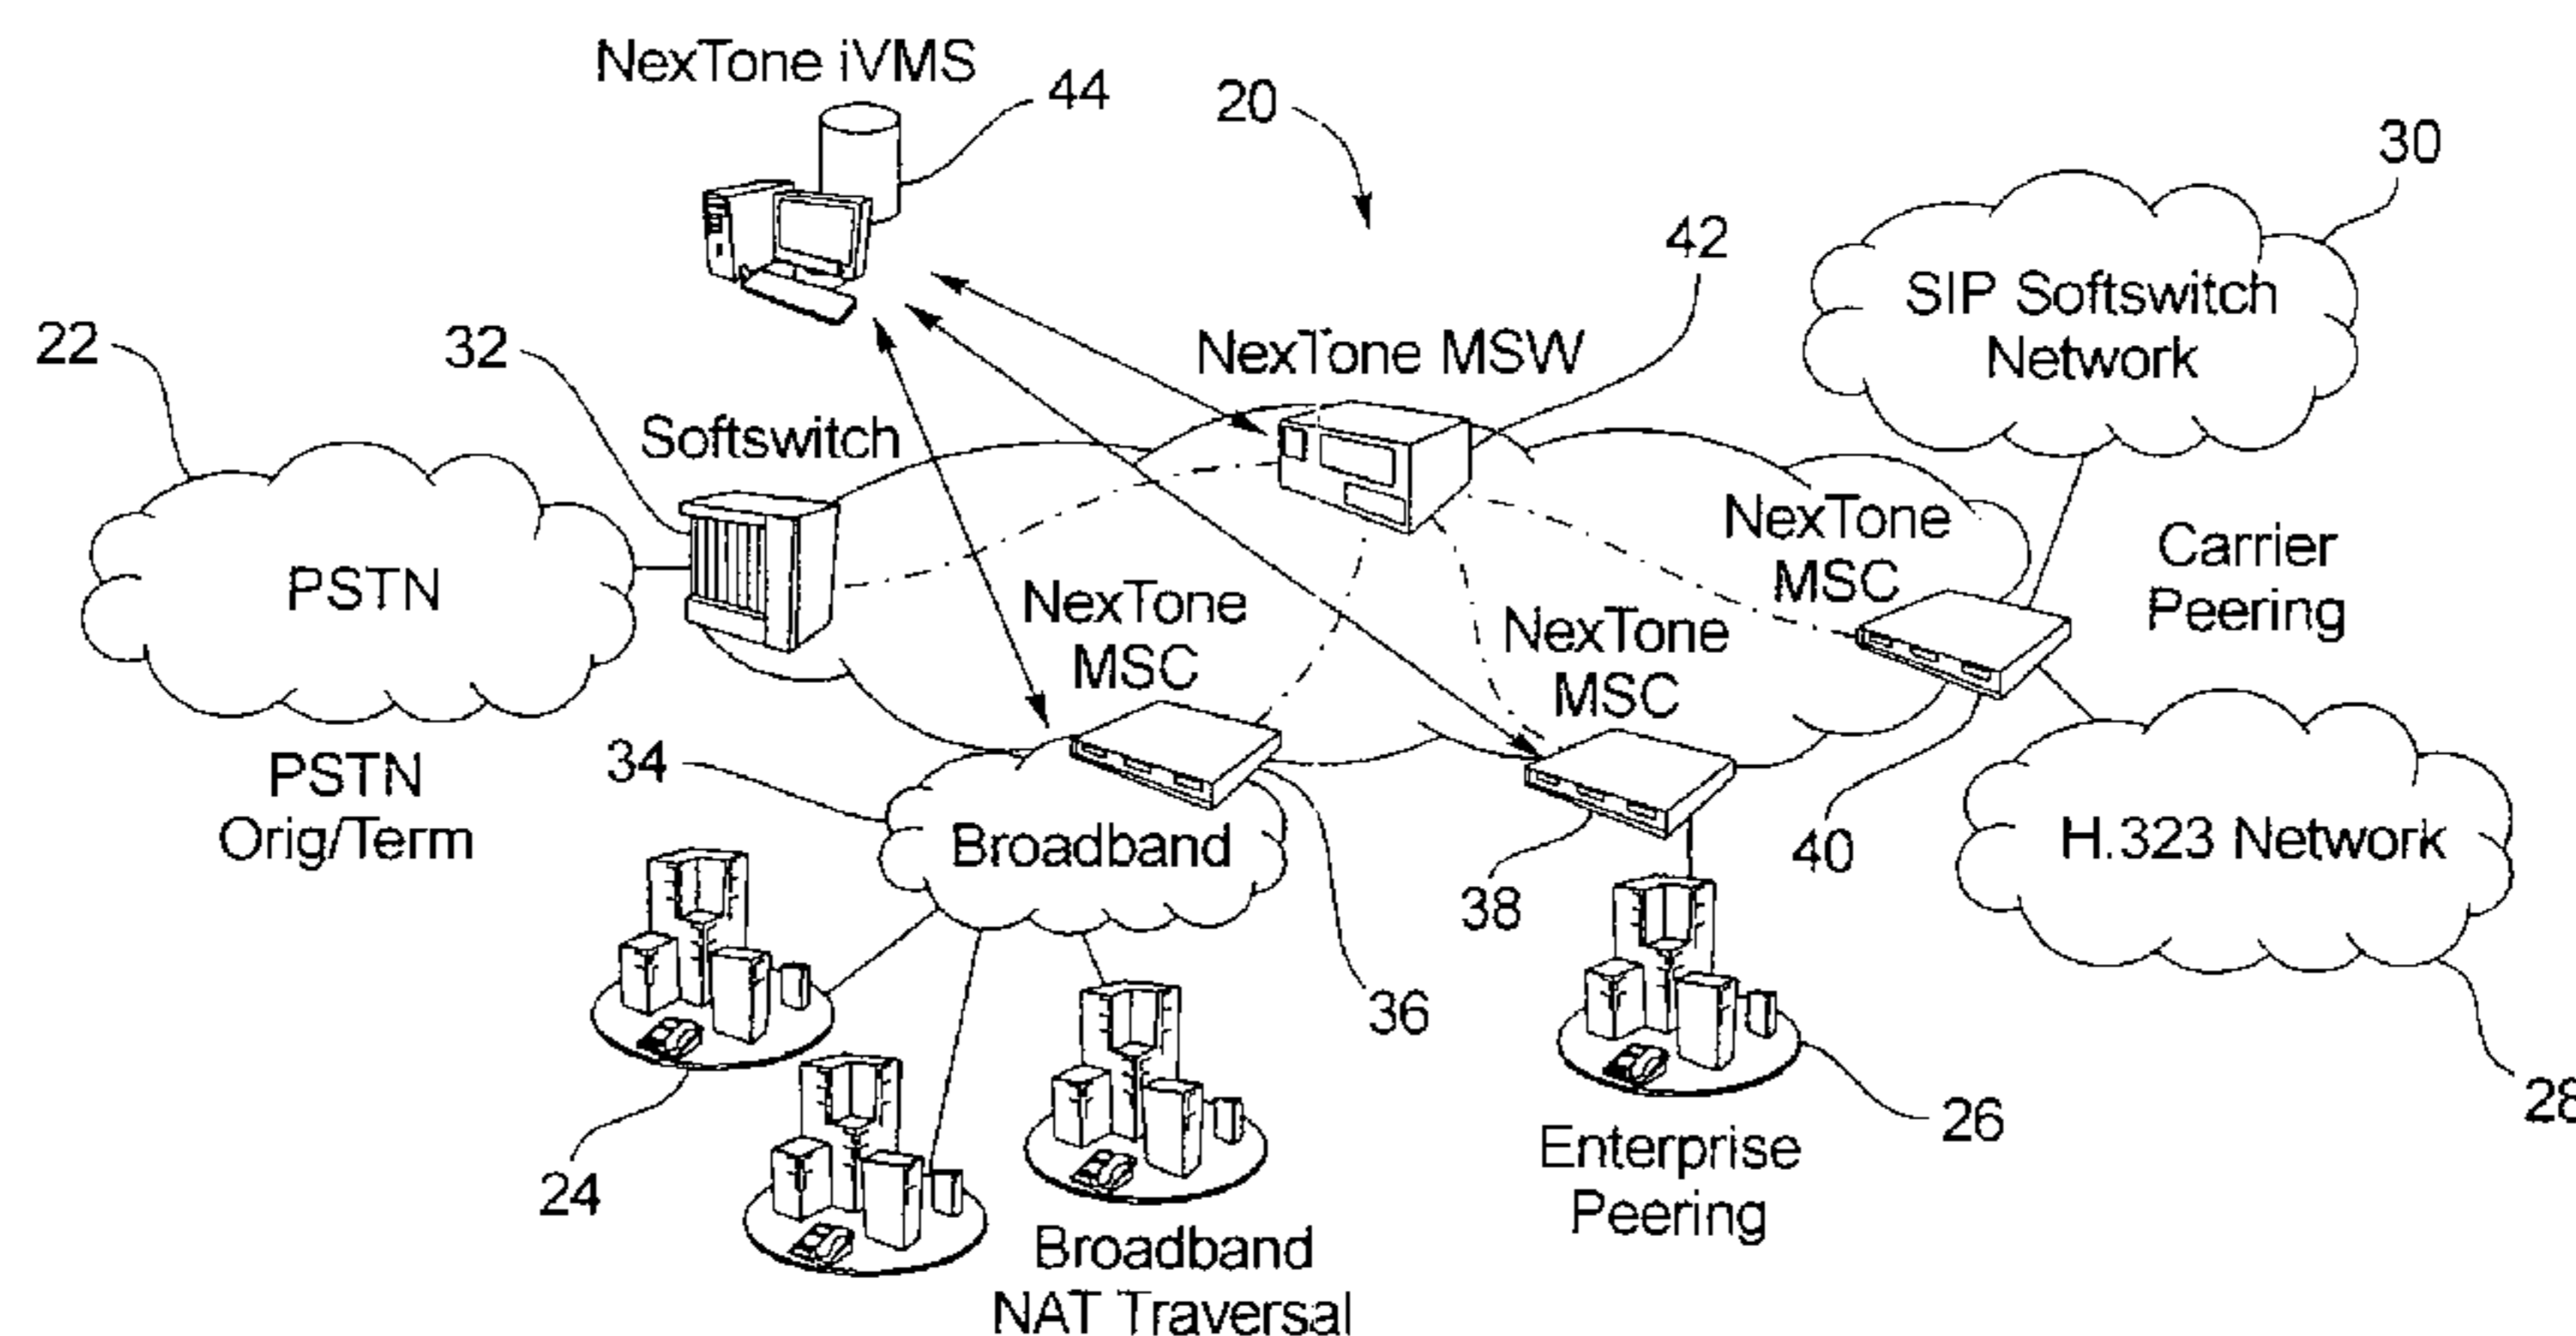 NexTone iVMS
44
20
30
22
32
42
SIP Softswitch
Network
NexTone MSW
Softswitch
NexTone
MSC
Carrier
Peering
PSTN
NexTone
MSC
NexTone
MSC
PSTN
Orig/Term
34
Broadband
38
40
H.323 Network
36
24
26
28
Enterprise
Peering
Broadband
NAT Traversal